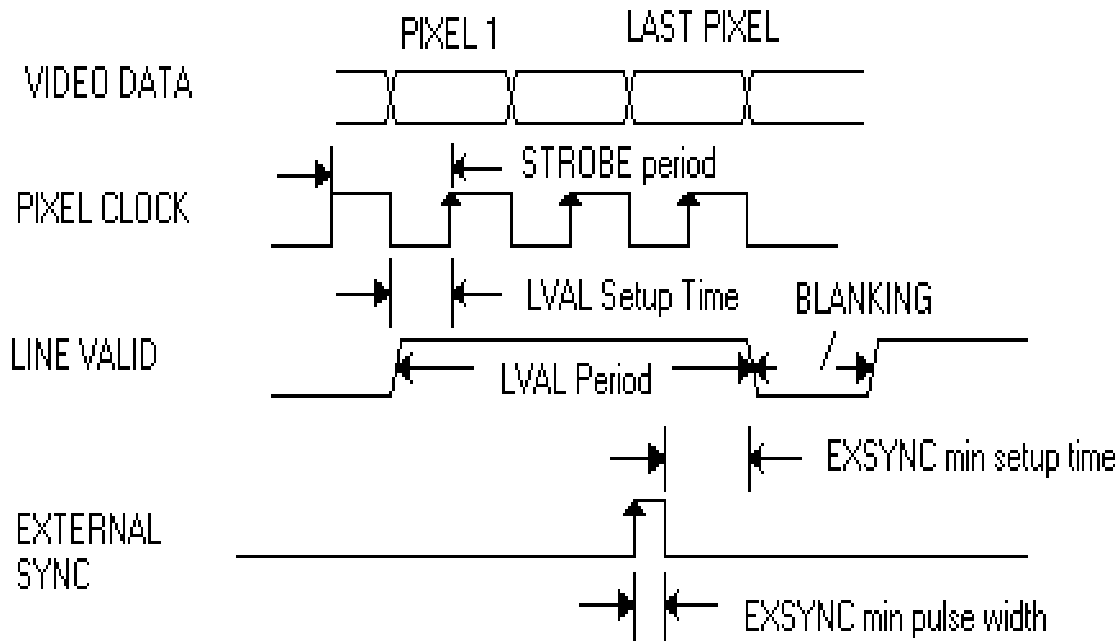 PIXEL 1
LAST PIXEL
VIDEO DATA
STROBE period
PIXEL CLOCK
LVAL Setup Time
BLANKING
LINE VALID
LVAL Period
EXSYNC min setup time
EXTERNAL
SYNC
EXSYNC min pulse width